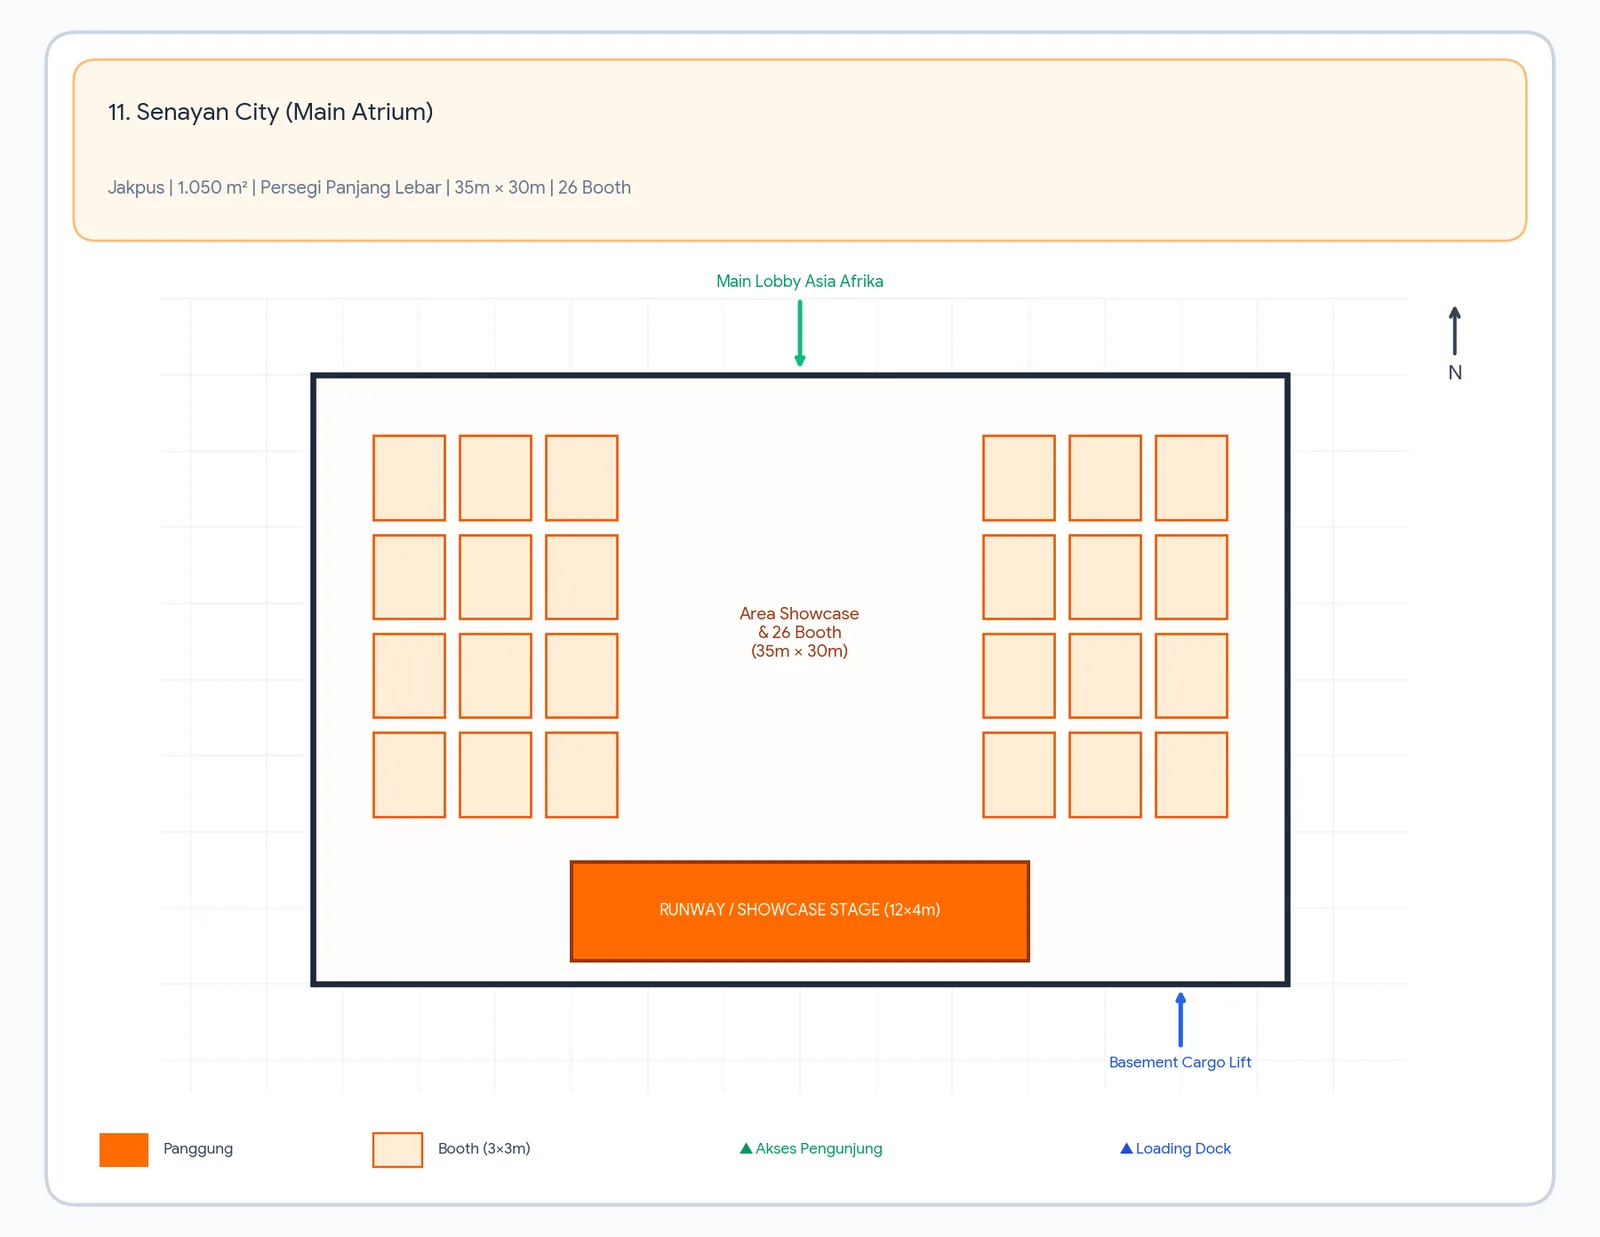 11. Senayan City (Main Atrium)
Jakpus | 1.050 m² | Persegi Panjang Lebar | 35m × 30m | 26 Booth
Main Lobby Asia Afrika
N
Area Showcase
& 26 Booth
(35m × 30m)
RUNWAY / SHOWCASE STAGE (12×4m)
Basement Cargo Lift
Panggung
Booth (3×3m)
▲ Akses Pengunjung
▲ Loading Dock